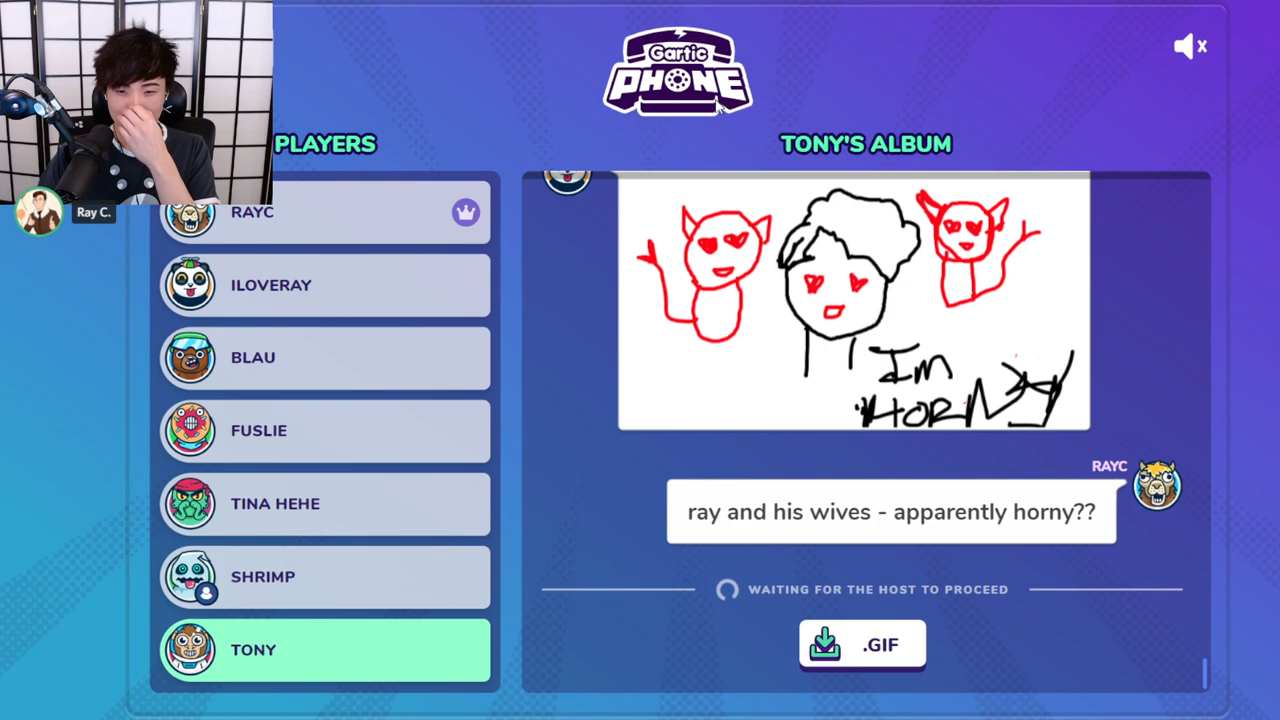 Gartic
PHONE
PLAYERS
TONY'S ALBUM
Ray C.
RAYC
ILOVERAY
BLAU
FUSLIE
TINA HEHE
SHRIMP
TONY
Im
HORNY
RAYC
ray and his wives - apparently horny??
WAITING FOR THE HOST TO PROCEED
.GIF